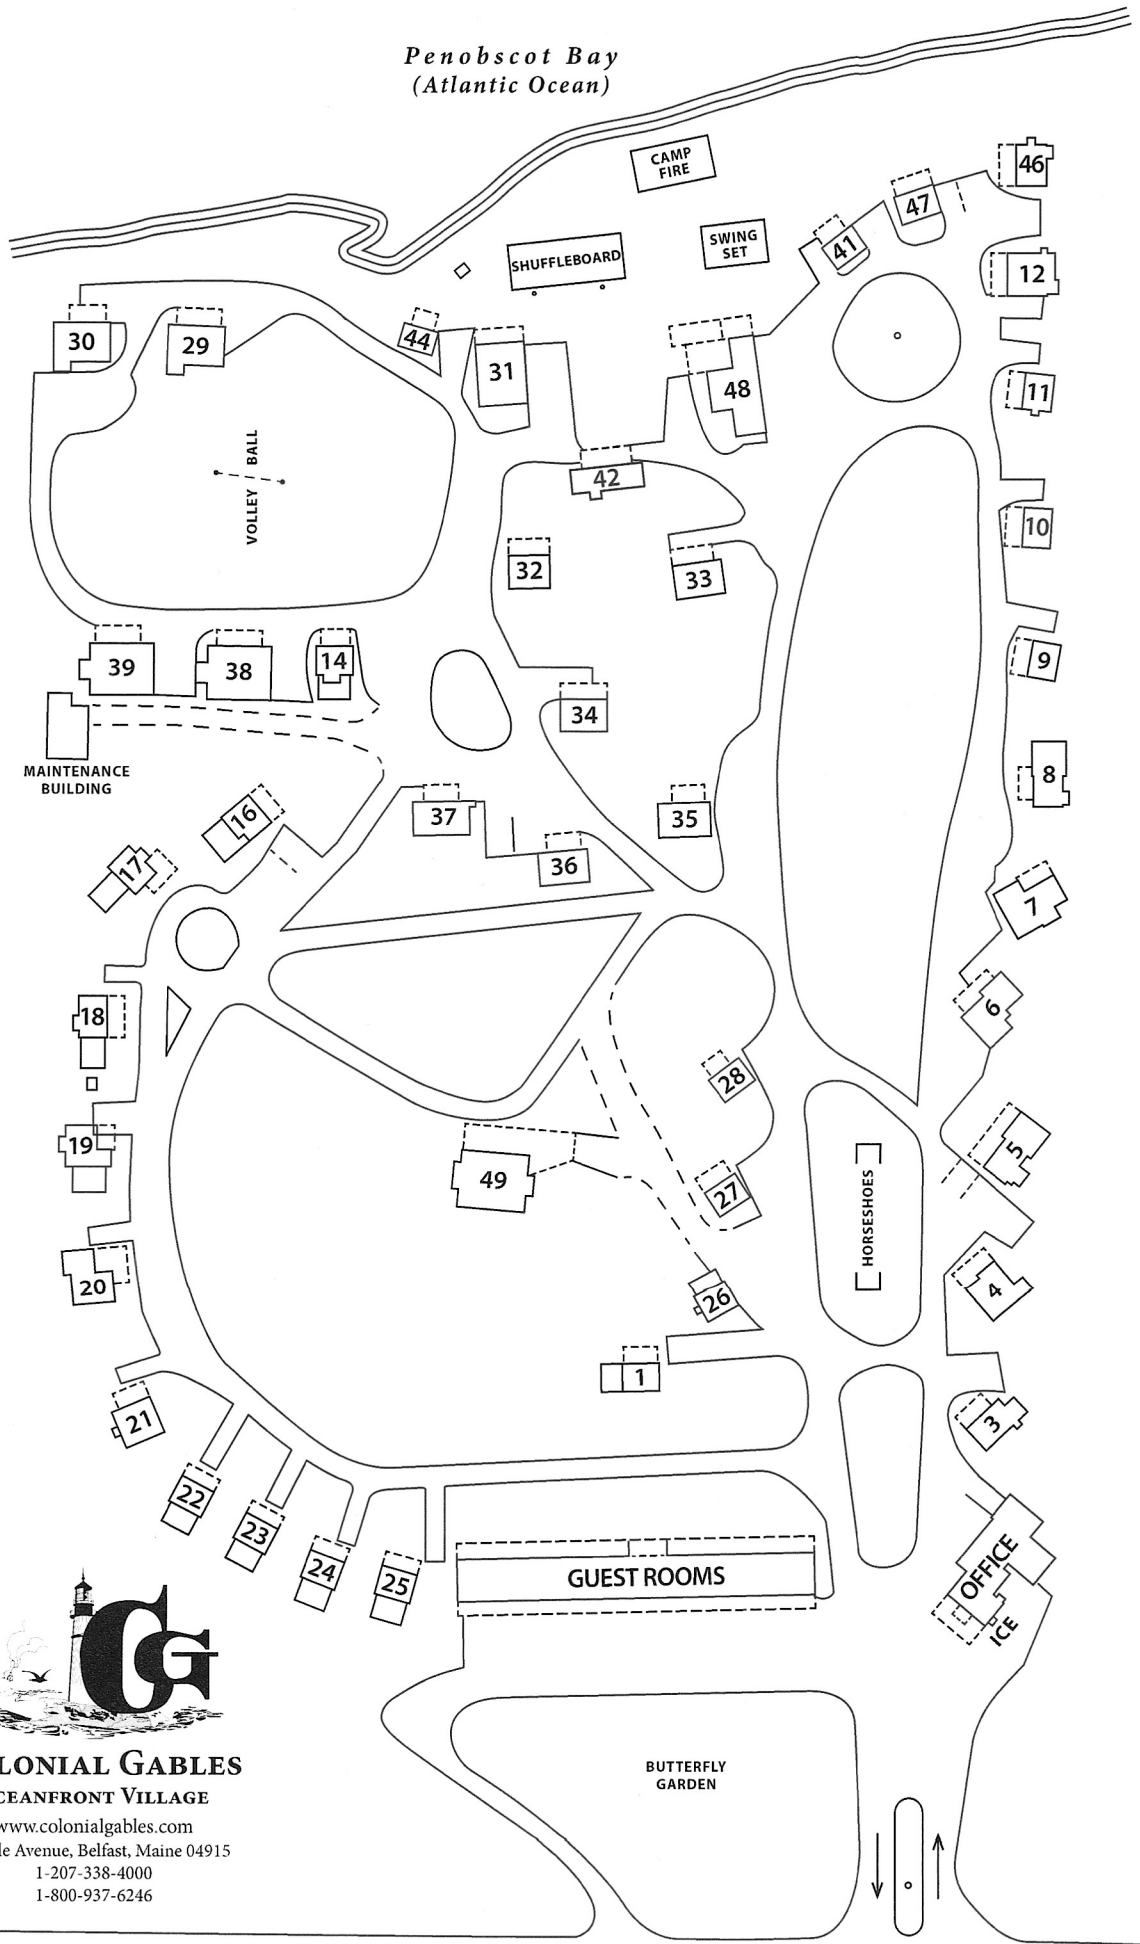 Penobscot Bay
(Atlantic Ocean)
CAMP
FIRE
46
47
SWING
SET
41
SHUFFLEBOARD
12
30
29
44
31
48
11
VOLLEY BALL
42
10
32
33
39
38
14
9
34
MAINTENANCE
BUILDING
8
16
37
35
17
36
7
18
6
28
19
49
27
5
HORSESHOES
20
26
4
1
21
3
22
23
24
25
GUEST ROOMS
OFFICE
ICE
CG
LONIAL GABLES
CEANFRONT VILLAGE
www.colonialgables.com
le Avenue, Belfast, Maine 04915
1-207-338-4000
1-800-937-6246
BUTTERFLY
GARDEN